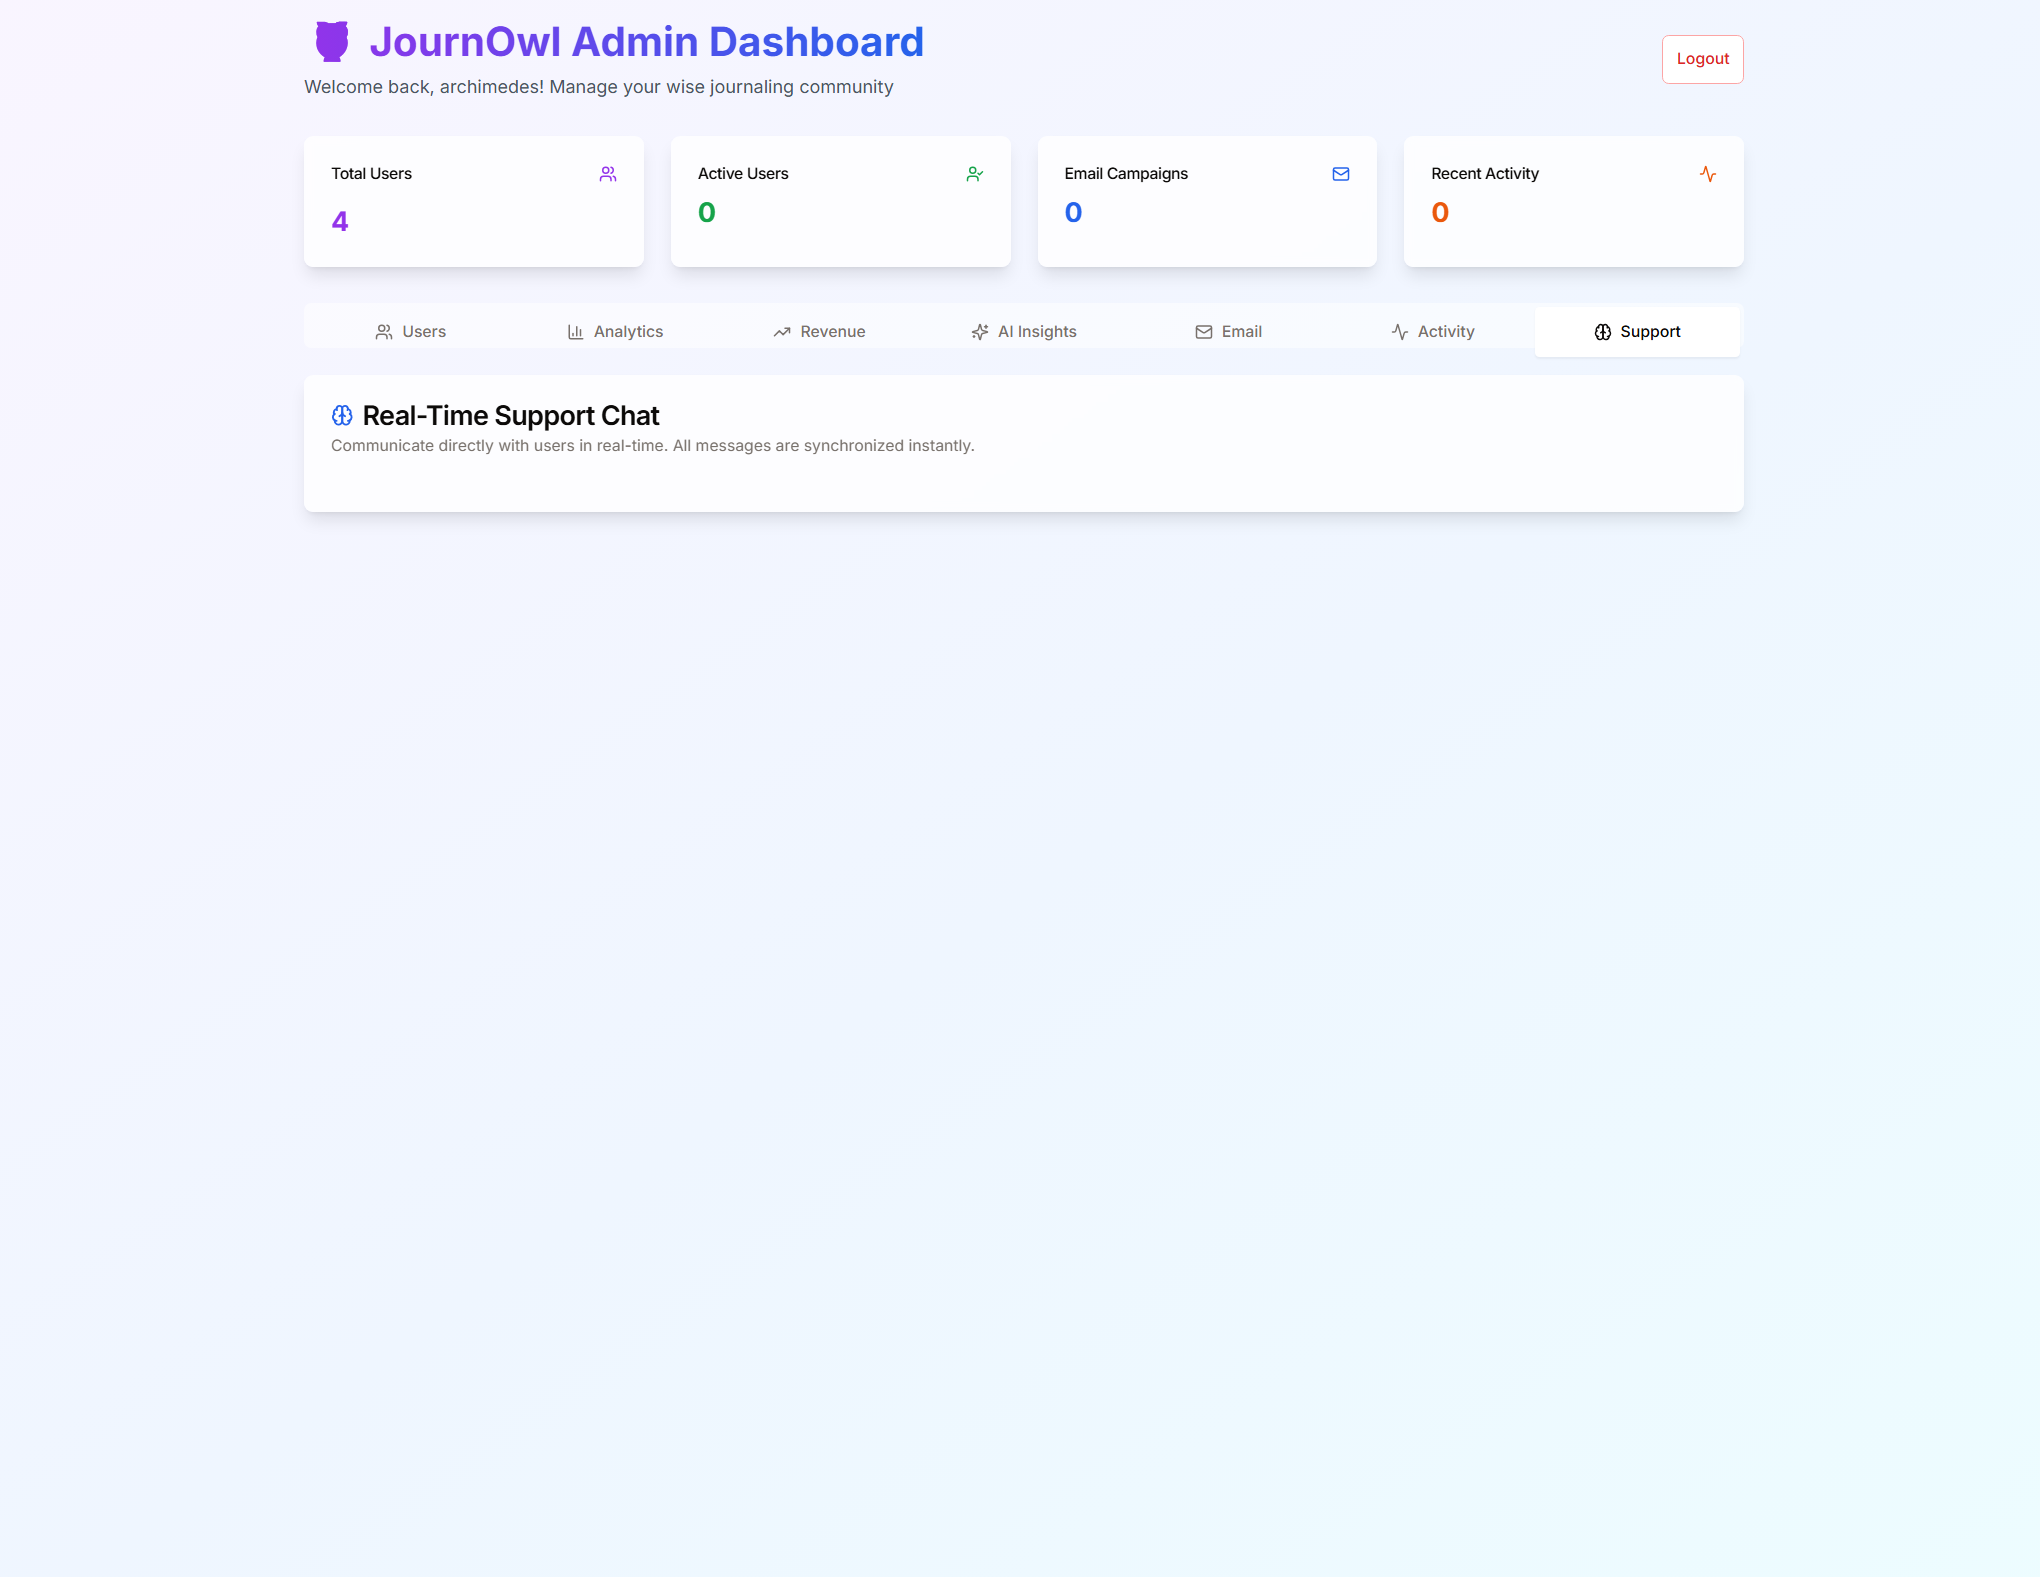 JournOwl Admin Dashboard
Welcome back, archimedes! Manage your wise journaling community
Logout
Total Users
4
Active Users
0
Email Campaigns
0
Recent Activity
0
Users
Analytics
Revenue
AI Insights
Email
Activity
Support
Real-Time Support Chat
Communicate directly with users in real-time. All messages are synchronized instantly.